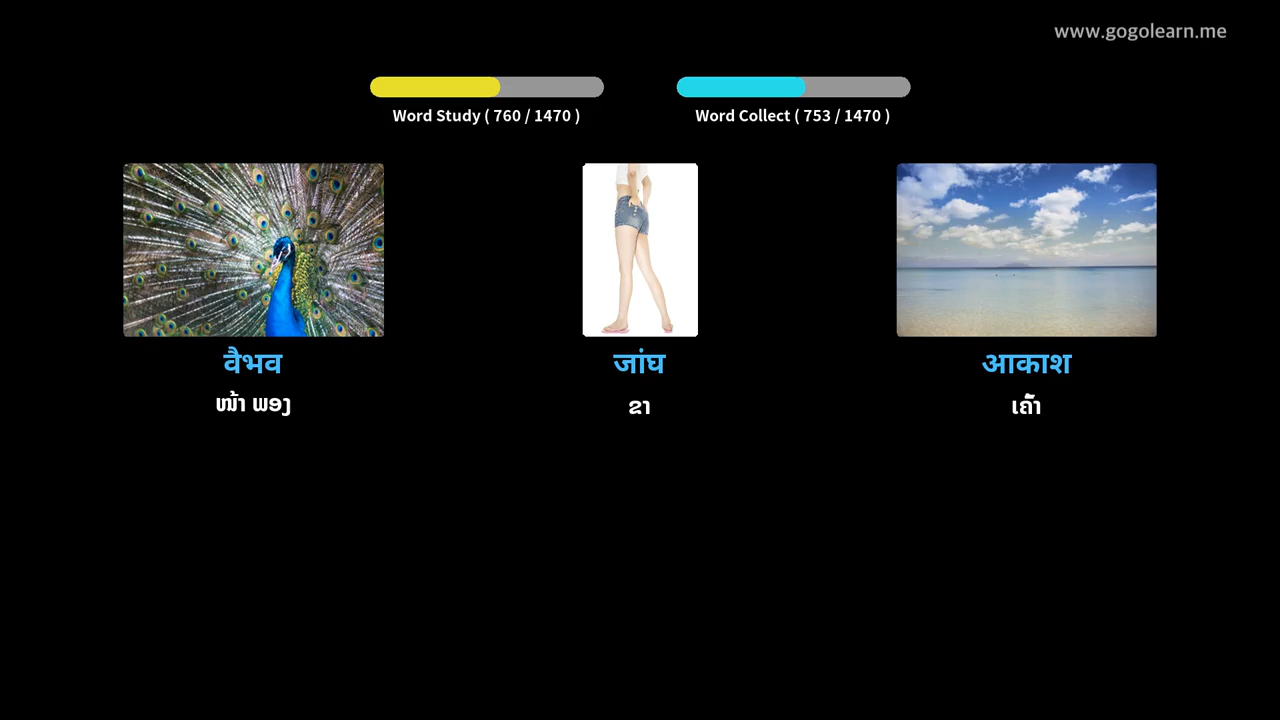 www.gogolearn.me
Word Study ( 760 / 1470 )
Word Collect ( 753 / 1470 )
वैभव
जांघ
आकाश
ໜ້າ ພອງ
ຂາ
ເຄົ້າ